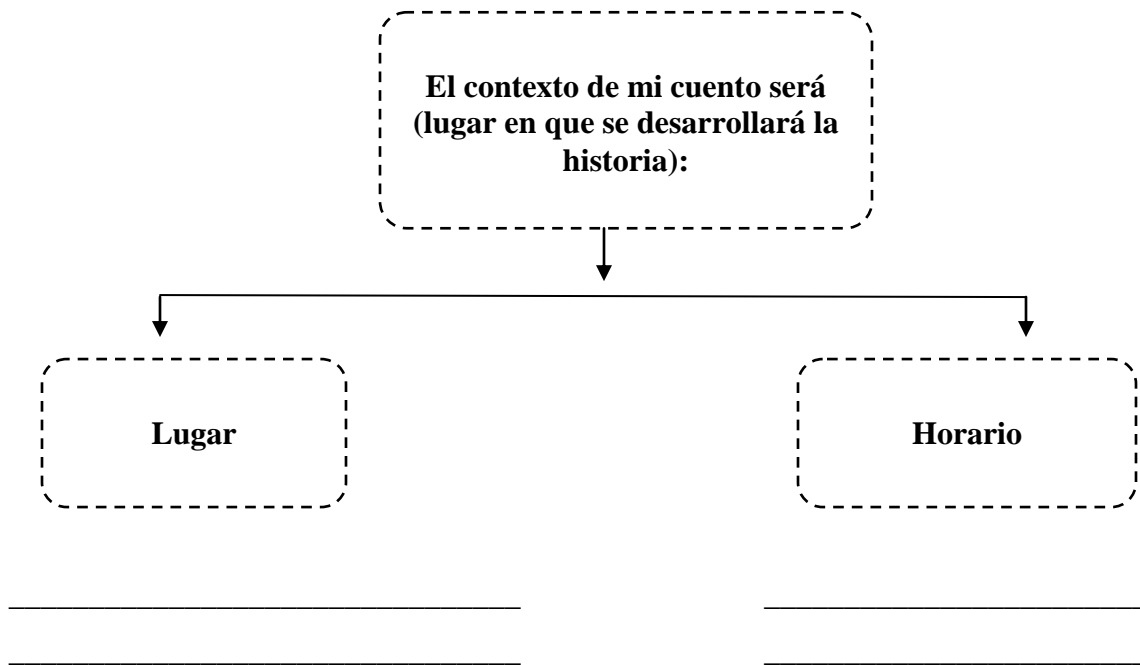 El contexto de mi cuento será
(lugar en que se desarrollará la
historia):
Lugar
Horario